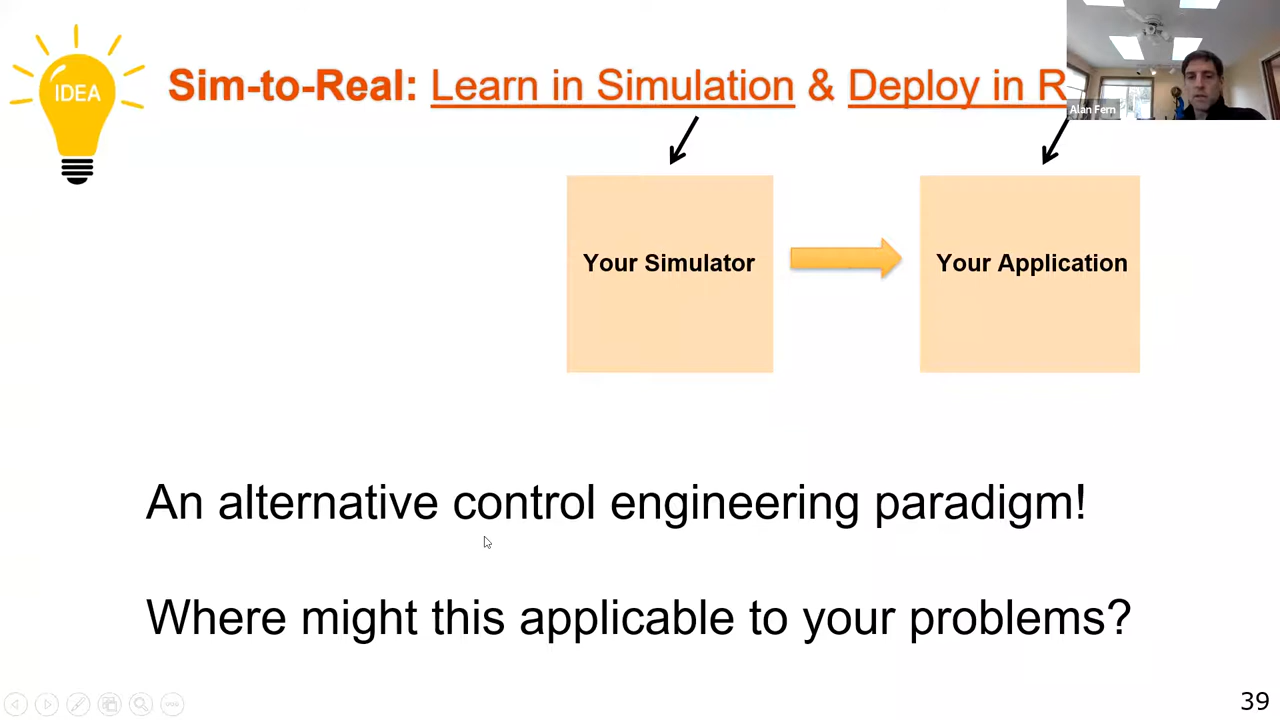 IDEA
Sim-to-Real: Learn in Simulation & Deploy in R
Alan Fern
Your Simulator
Your Application
An alternative control engineering paradigm!
Where might this applicable to your problems?
39